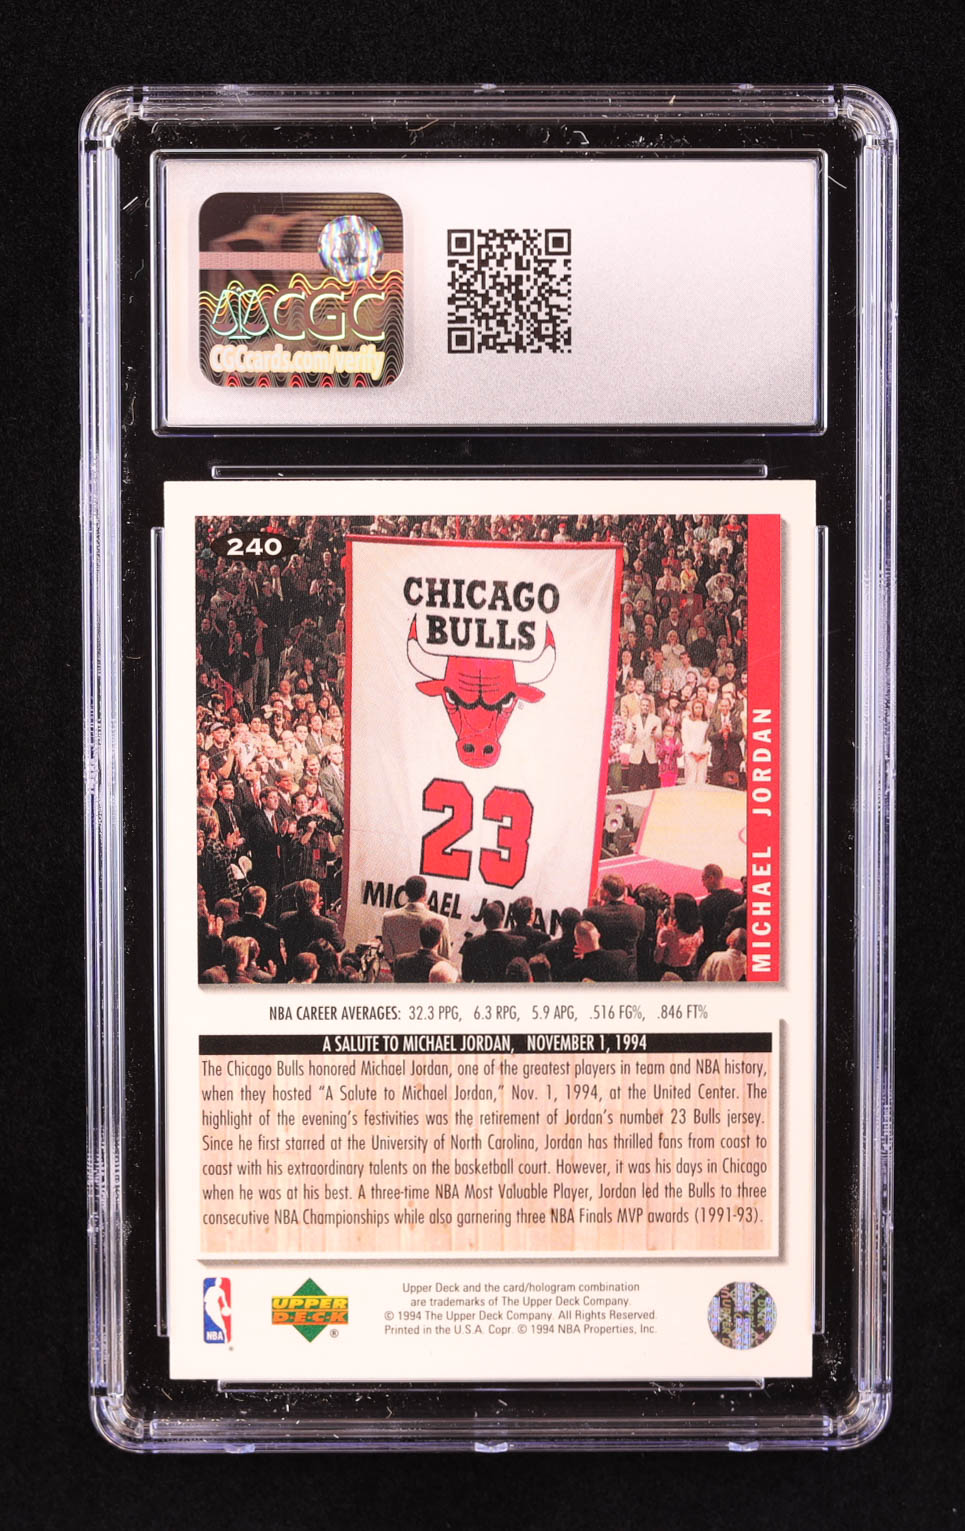 CGC
CGCcards.com/verify
240
CHICAGO
BULLS
23
MICHAEL JORDAN
NBA CAREER AVERAGES: 32.3 PPG, 6.3 RPG, 5.9 APG, .516 FG%, .846 FT%
A SALUTE TO MICHAEL JORDAN, NOVEMBER 1, 1994
The Chicago Bulls honored Michael Jordan, one of the greatest players in team and NBA history,
when they hosted "A Salute to Michael Jordan," Nov. 1, 1994, at the United Center. The
highlight of the evening's festivities was the retirement of Jordan's number 23 Bulls jersey.
Since he first starred at the University of North Carolina, Jordan has thrilled fans from coast to
coast with his extraordinary talents on the basketball court. However, it was his days in Chicago
when he was at his best. A three-time NBA Most Valuable Player, Jordan led the Bulls to three
consecutive NBA Championships while also garnering three NBA Finals MVP awards (1991-93).
NBA
UPPER
DECK
®
Upper Deck and the card/hologram combination
are trademarks of The Upper Deck Company.
© 1994 The Upper Deck Company. All Rights Reserved.
Printed in the U.S.A. Copr. © 1994 NBA Properties, Inc.